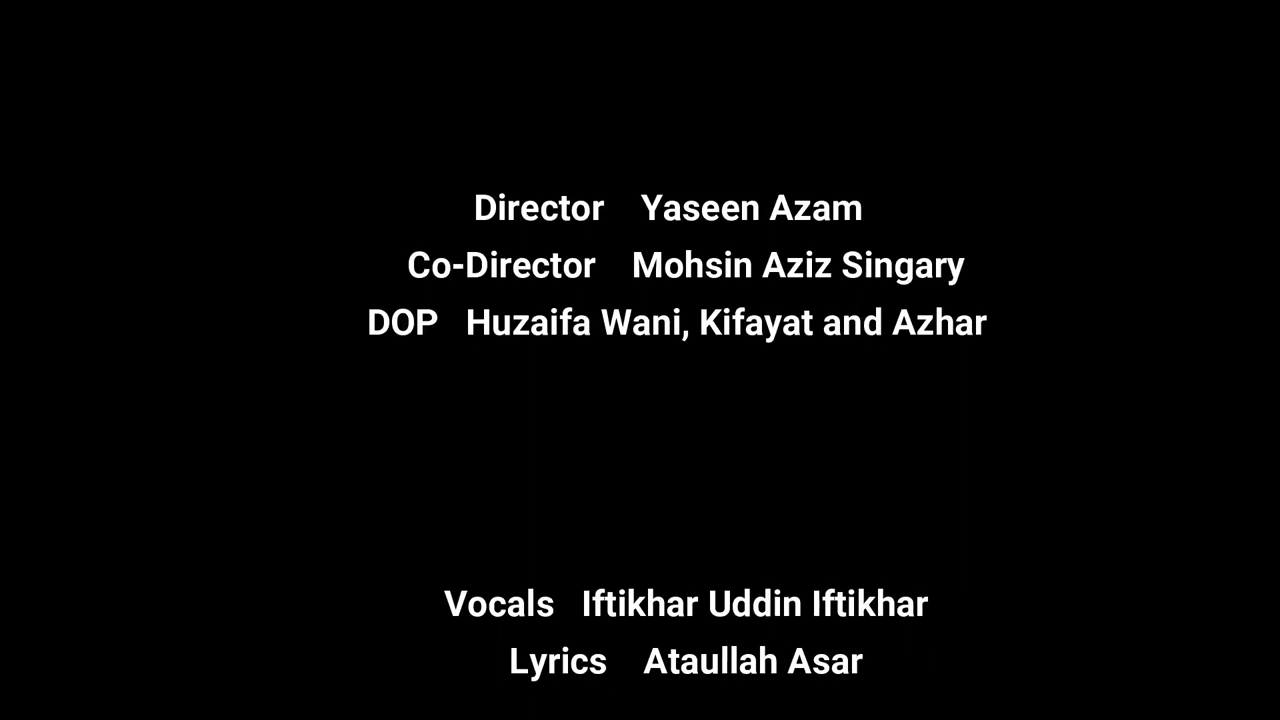 Director Yaseen Azam
Co-Director Mohsin Aziz Singary
DOP Huzaifa Wani, Kifayat and Azhar
Vocals Iftikhar Uddin Iftikhar
Lyrics Ataullah Asar